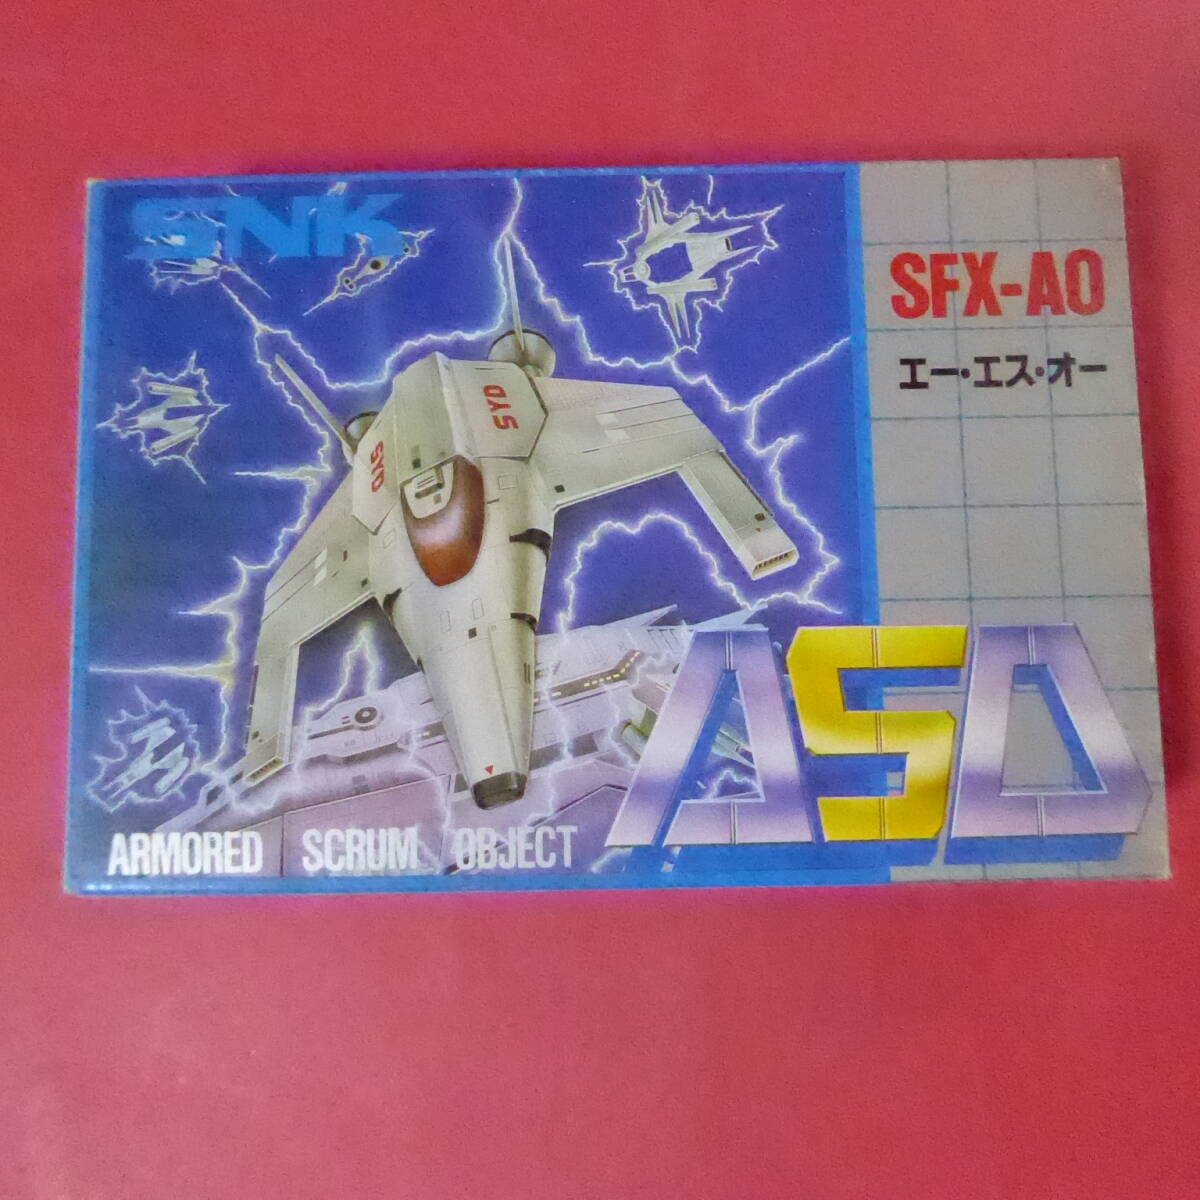 SNK
SFX-AO
エー・エス・オー
SYD
SYD
ASO
ARMORED SCRUM OBJECT